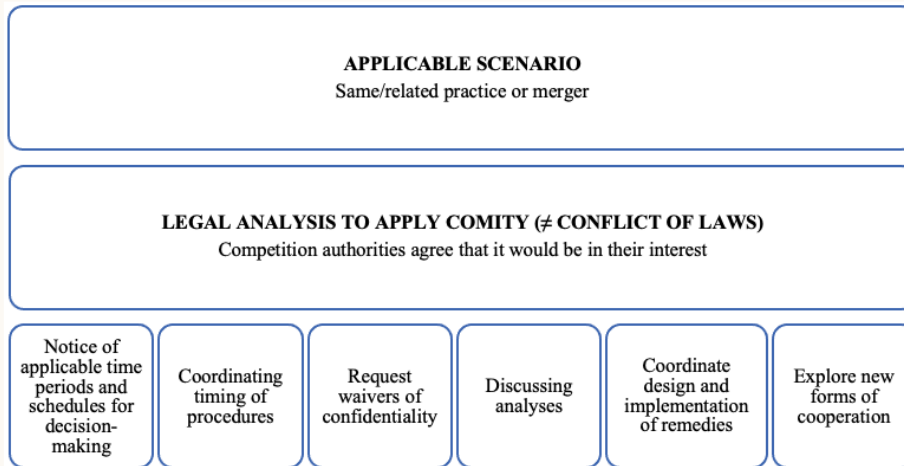 APPLICABLE SCENARIO
Same/related practice or merger
LEGAL ANALYSIS TO APPLY COMITY (≠ CONFLICT OF LAWS)
Competition authorities agree that it would be in their interest
Notice of
applicable time
periods and
schedules for
decision-
making
Coordinating
timing of
procedures
Request
waivers of
confidentiality
Discussing
analyses
Coordinate
design and
implementation
of remedies
Explore new
forms of
cooperation